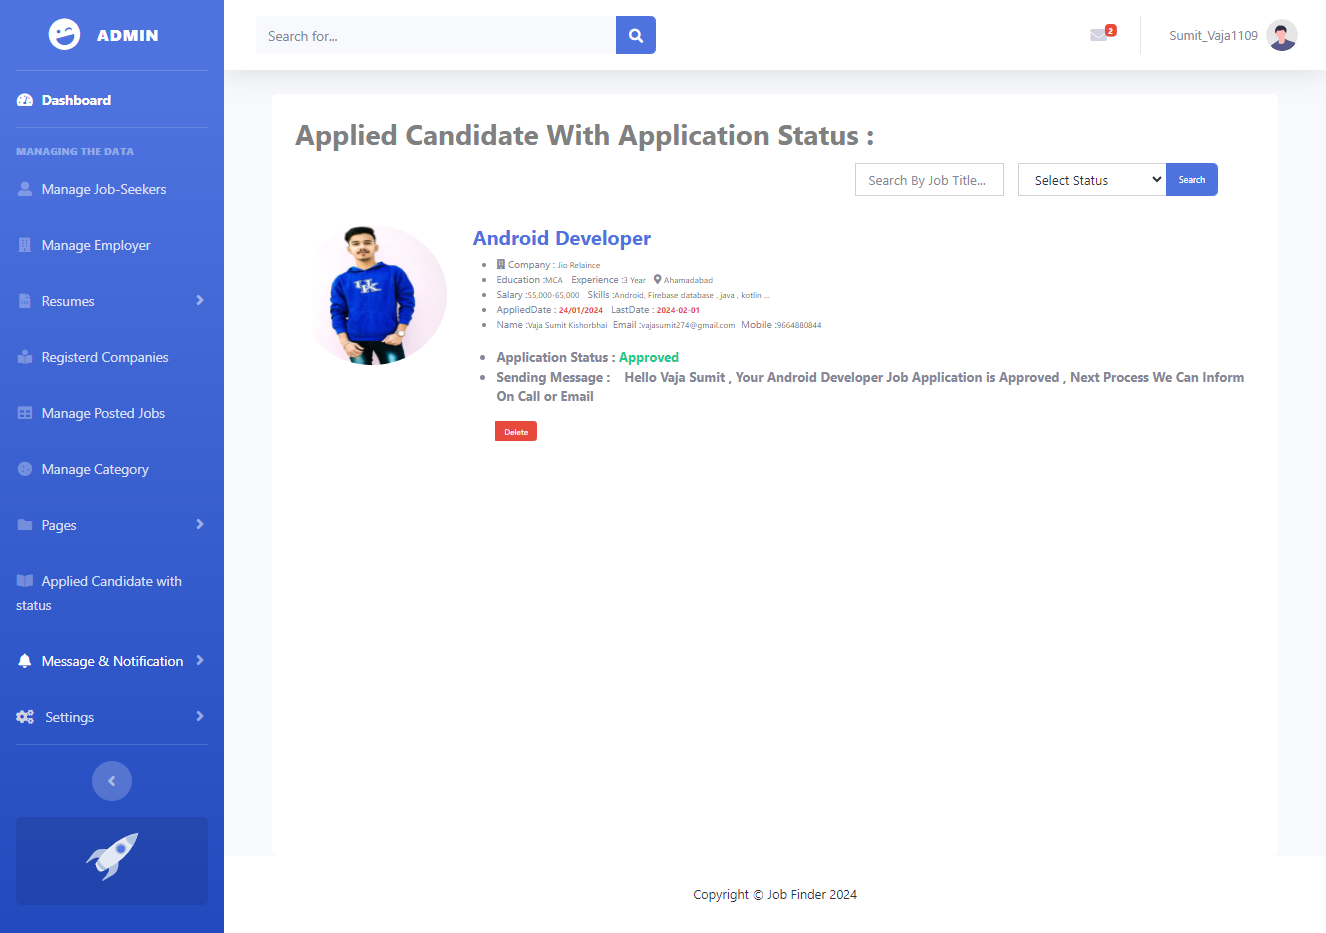 ADMIN
Dashboard
MANAGING THE DATA
Manage Job-Seekers
Manage Employer
Resumes
Registerd Companies
Manage Posted Jobs
Manage Category
Pages
Applied Candidate with
status
Message & Notification
Settings
Search for...
2
Sumit_Vaja1109
Applied Candidate With Application Status :
Search By Job Title... Select Status Search
Android Developer
Company : Jio Relaince
Education :MCA Experience :3 Year Ahamadabad
Salary :55,000-65,000 Skills :Android, Firebase database , java , kotlin ...
AppliedDate : 24/01/2024 LastDate : 2024-02-01
Name :Vaja Sumit Kishorbhai Email :vajasumit274@gmail.com Mobile :9664880844
Application Status : Approved
Sending Message : Hello Vaja Sumit , Your Android Developer Job Application is Approved , Next Process We Can Inform
On Call or Email
Delete
UK
Copyright © Job Finder 2024